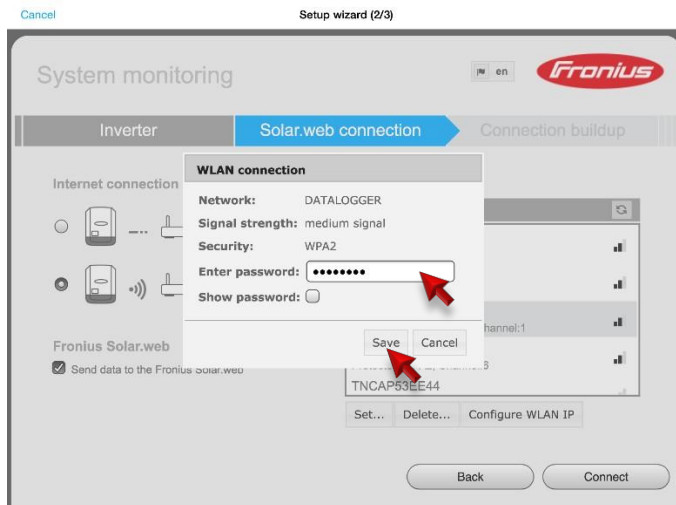 Cancel
Setup wizard (2/3)
System monitoring
en
Fronius
Inverter
Solar.web connection
Connection buildup
Internet connection
WLAN connection
Network: DATALOGGER
Signal strength: medium signal
Security: WPA2
Enter password: ••••••••
Show password:
hannel:1
Save
Cancel
Fronius Solar.web
Send data to the Fronius Solar.web
TNCAP53EE44
Set...
Delete...
Configure WLAN IP
Back
Connect